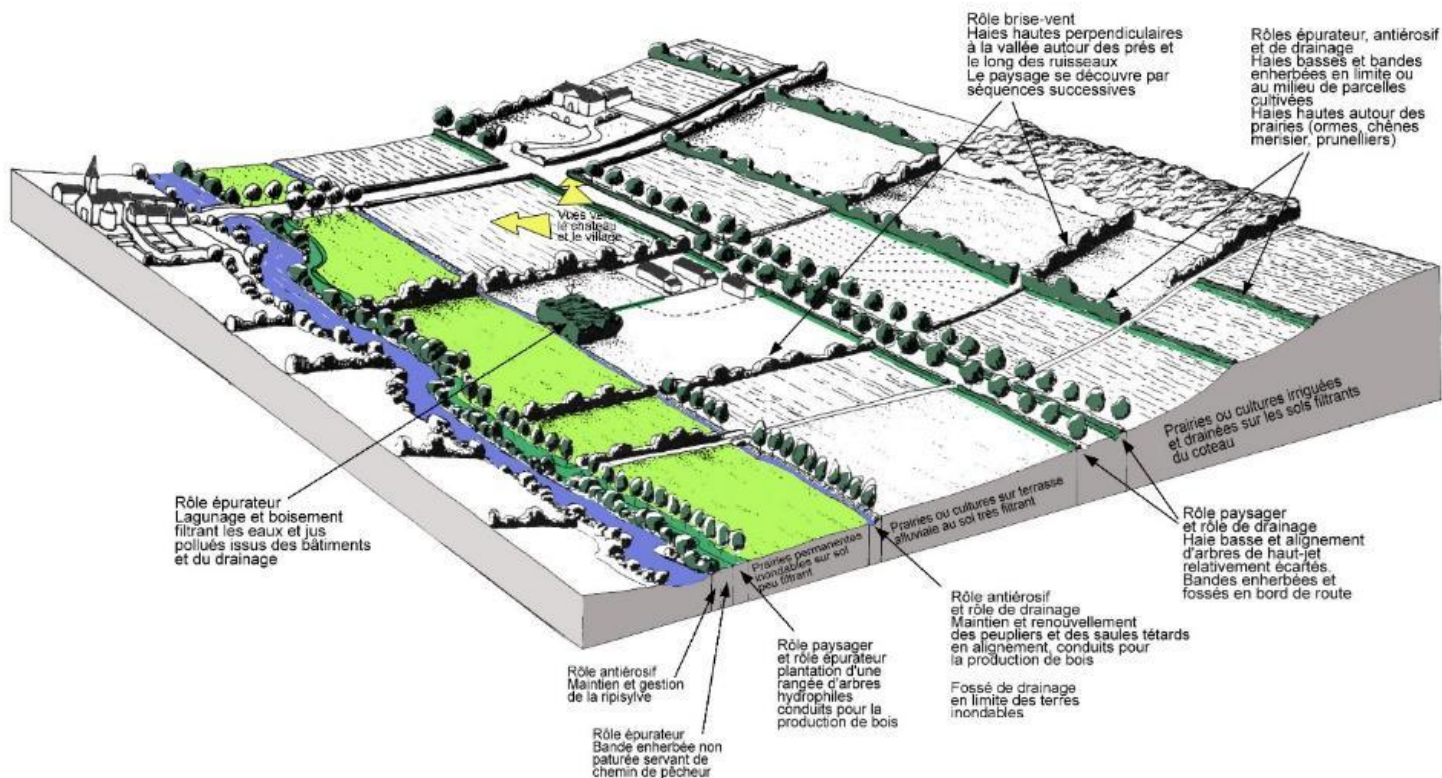 Rôle brise-vent
Haies hautes perpendiculaires
à la vallée autour des prés et
le long des ruisseaux
Le paysage se découvre par
séquences successives
Rôles épurateur, antiérosif
et de drainage
Haies basses et bandes
enherbées en limite ou
au milieu de parcelles
cultivées
Haies hautes autour des
prairies (ormes, chênes
merisier, prunelliers)
Vues vers
le chateau
et le village
Rôle épurateur
Lagunage et boisement
filtrant les eaux et jus
pollués issus des bâtiments
et du drainage
Prairies permanentes
inondables sur sol
peu filtrant
Prairies ou cultures sur terrasse
alluviale au sol très filtrant
Prairies ou cultures irriguées
et drainées sur les sols filtrants
du coteau
Rôle antiérosif
Maintien et gestion
de la ripisylve
Rôle épurateur
Bande enherbée non
paturée servant de
chemin de pêcheur
Rôle paysager
et rôle épurateur
plantation d'une
rangée d'arbres
hydrophiles
conduits pour la
production de bois
Rôle antiérosif
et rôle de drainage
Maintien et renouvellement
des peupliers et des saules tétards
en alignement, conduits pour
la production de bois
Fossé de drainage
en limite des terres
inondables
Rôle paysager
et rôle de drainage
Haie basse et alignement
d'arbres de haut-jet
relativement écartés.
Bandes enherbées et
fossés en bord de route